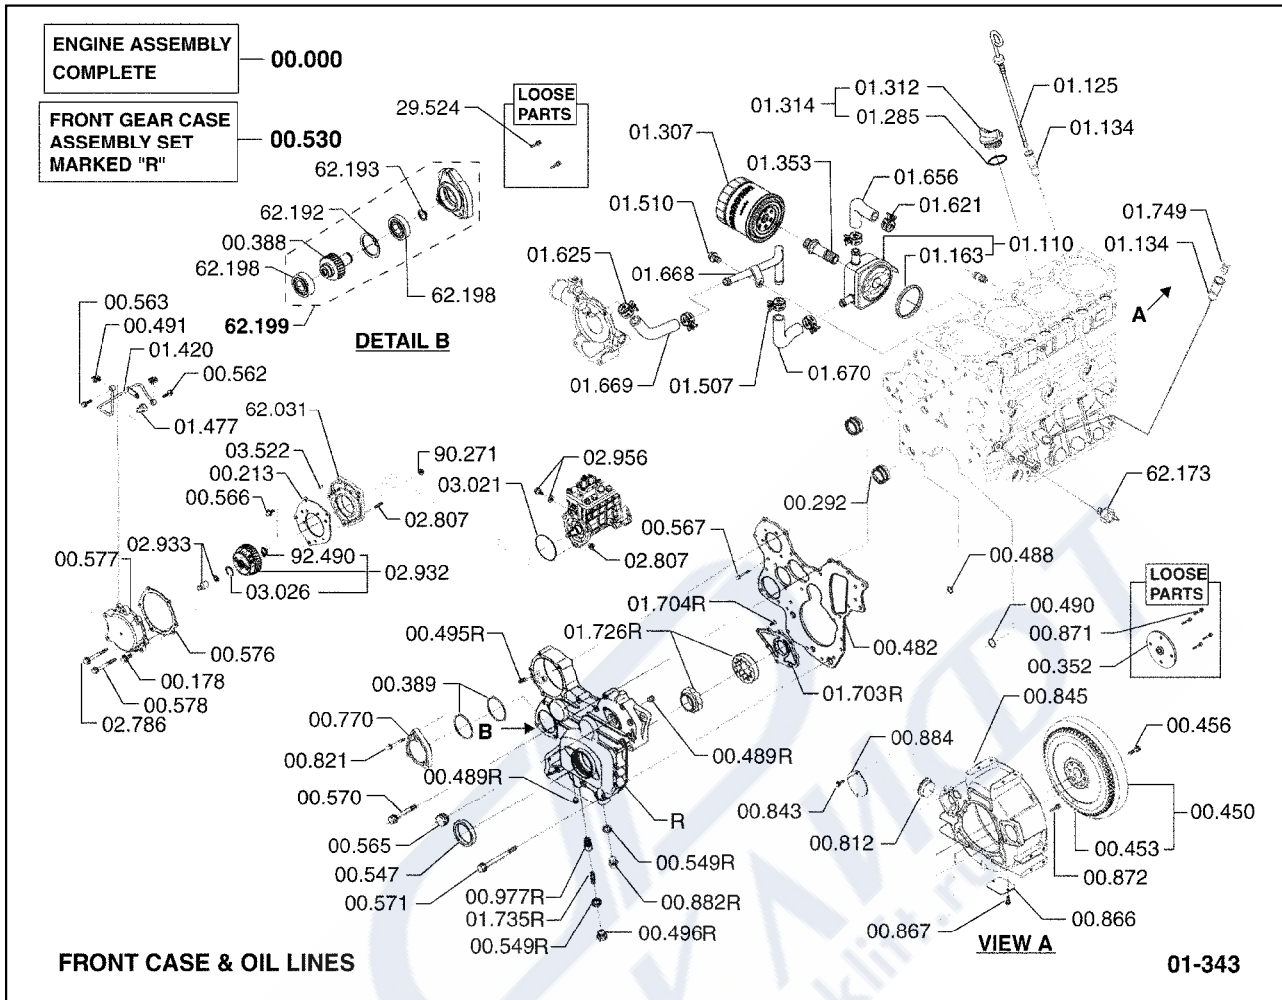 ENGINE ASSEMBLY
COMPLETE
00.000
FRONT GEAR CASE
ASSEMBLY SET
MARKED "R"
00.530
29.524
LOOSE
PARTS
62.193
62.192
00.388
62.198
62.198
62.199
DETAIL B
01.312
01.314
01.285
01.125
01.134
01.307
01.353
01.656
01.621
01.510
01.749
01.134
01.110
01.163
01.625
01.668
A
01.669
01.507
01.670
00.563
00.491
01.420
00.562
62.031
01.477
03.522
00.213
00.566
90.271
02.956
03.021
02.807
02.807
00.292
62.173
00.567
00.488
02.933
00.577
92.490
02.932
03.026
LOOSE
PARTS
01.704R
00.490
00.871
00.495R
01.726R
00.482
00.352
00.576
00.178
00.578
02.786
00.389
01.703R
00.845
00.770
B
00.456
00.821
00.489R
00.489R
00.884
00.570
00.843
R
00.450
00.565
00.812
00.453
00.547
00.549R
00.872
00.571
00.977R
00.882R
01.735R
00.866
00.549R
00.496R
00.867
VIEW A
FRONT CASE & OIL LINES
01-343